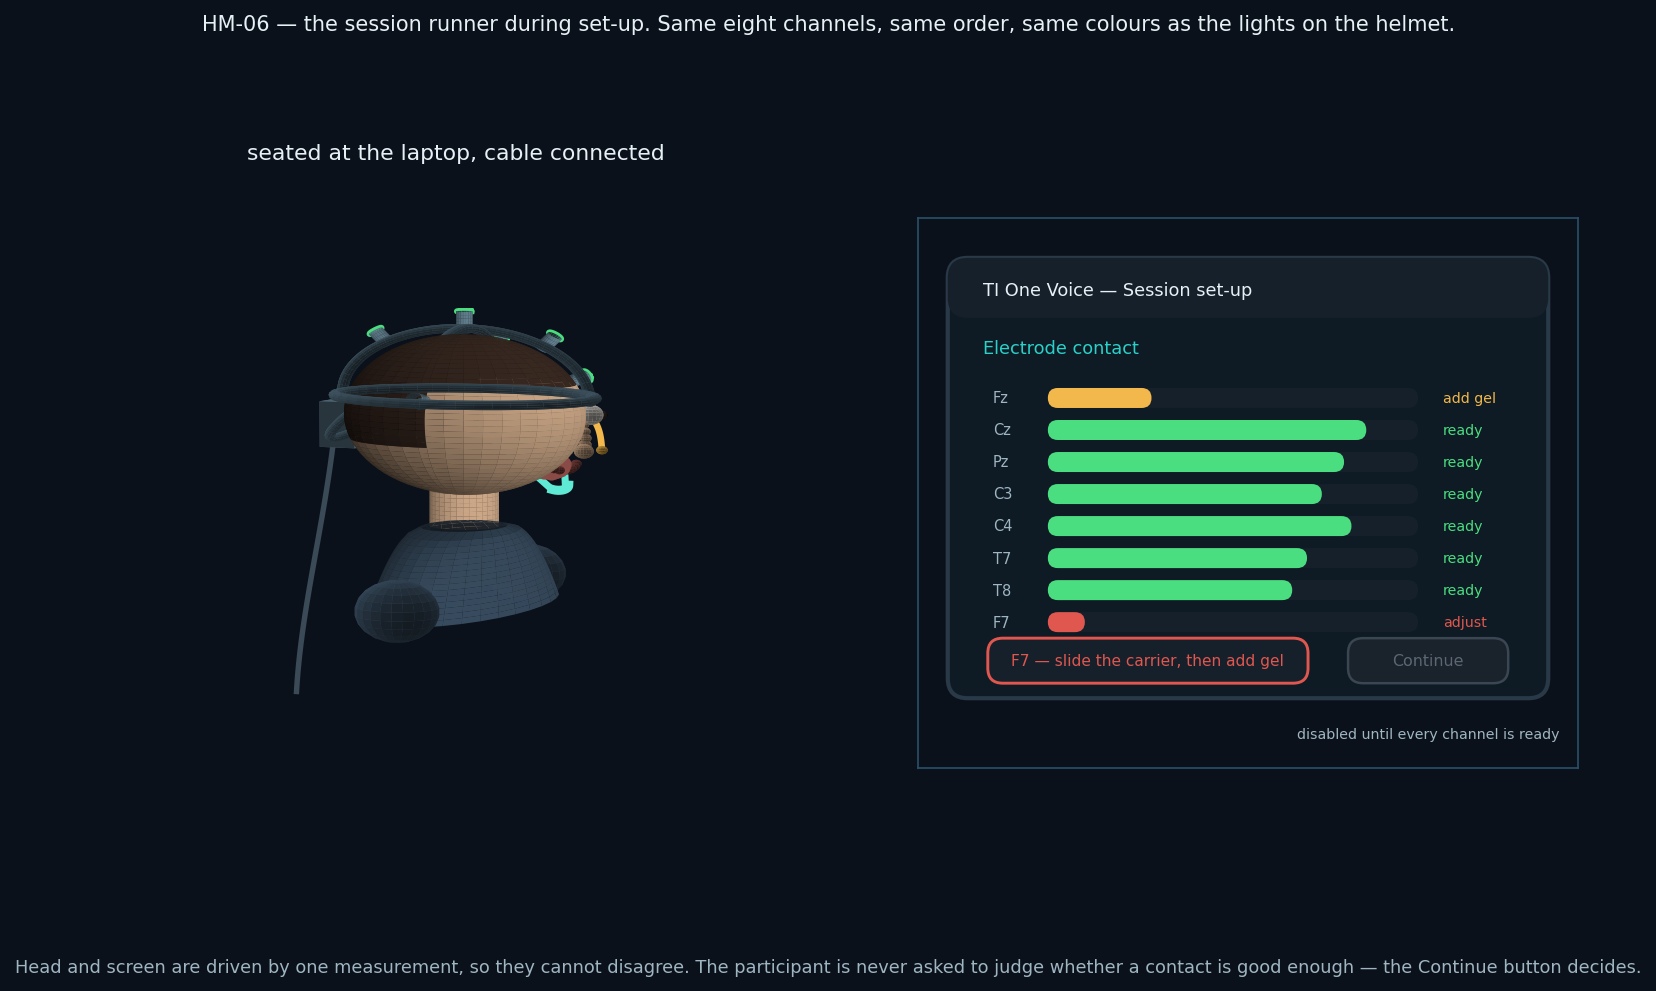 HM-06 — the session runner during set-up. Same eight channels, same order, same colours as the lights on the helmet.
seated at the laptop, cable connected
TI One Voice — Session set-up
Electrode contact
Fz add gel
Cz ready
Pz ready
C3 ready
C4 ready
T7 ready
T8 ready
F7 adjust
F7 — slide the carrier, then add gel Continue
disabled until every channel is ready
Head and screen are driven by one measurement, so they cannot disagree. The participant is never asked to judge whether a contact is good enough — the Continue button decides.